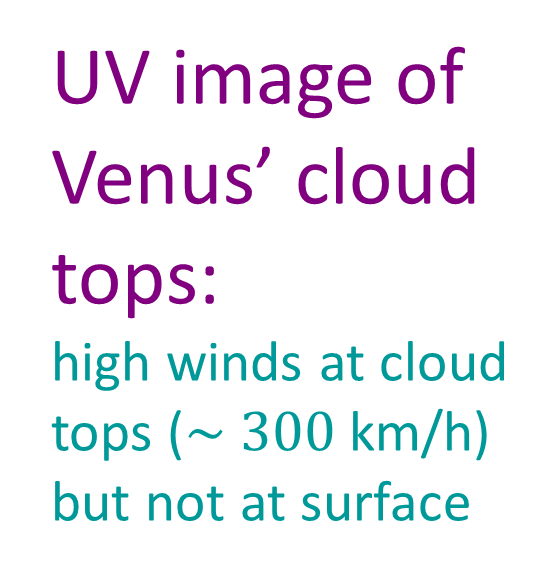 UV image of
Venus’ cloud
tops:
high winds at cloud
tops (~ 300 km/h)
but not at surface